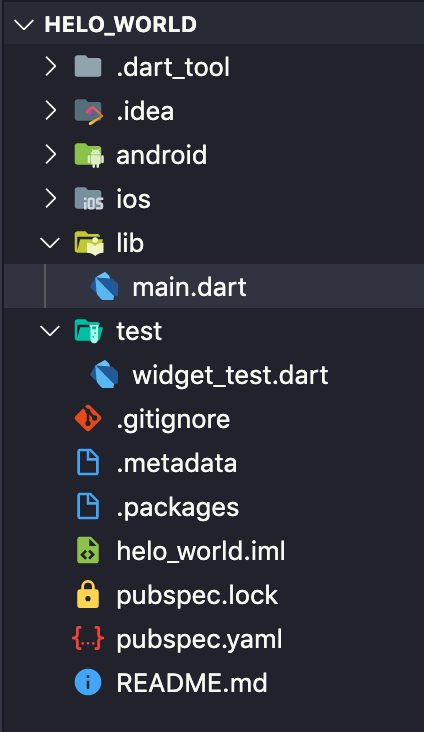 HELO_WORLD
.dart_tool
.idea
android
iOS
ios
lib
main.dart
test
widget_test.dart
.gitignore
.metadata
.packages
helo_world.iml
pubspec.lock
pubspec.yaml
README.md